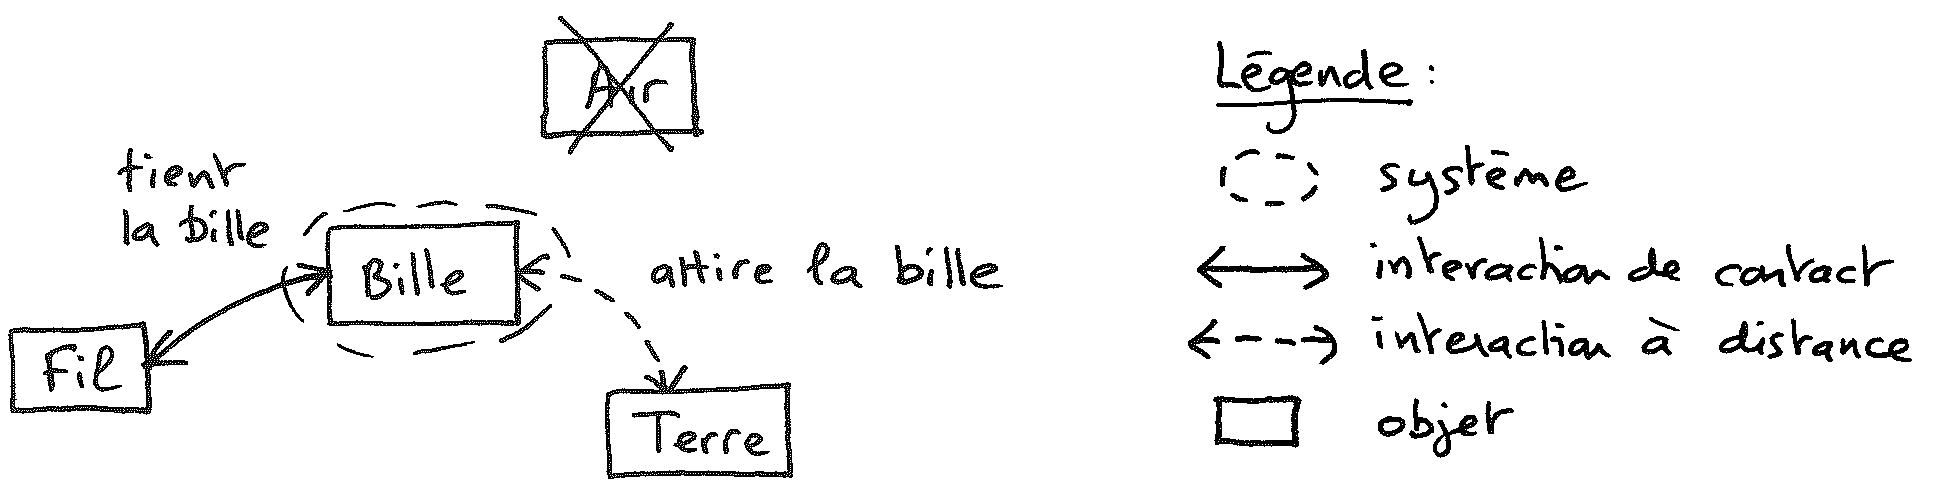 Air
tient
la bille
Bille
attire la bille
Fil
Terre
Légende :
système
interaction de contact
interaction à distance
objet